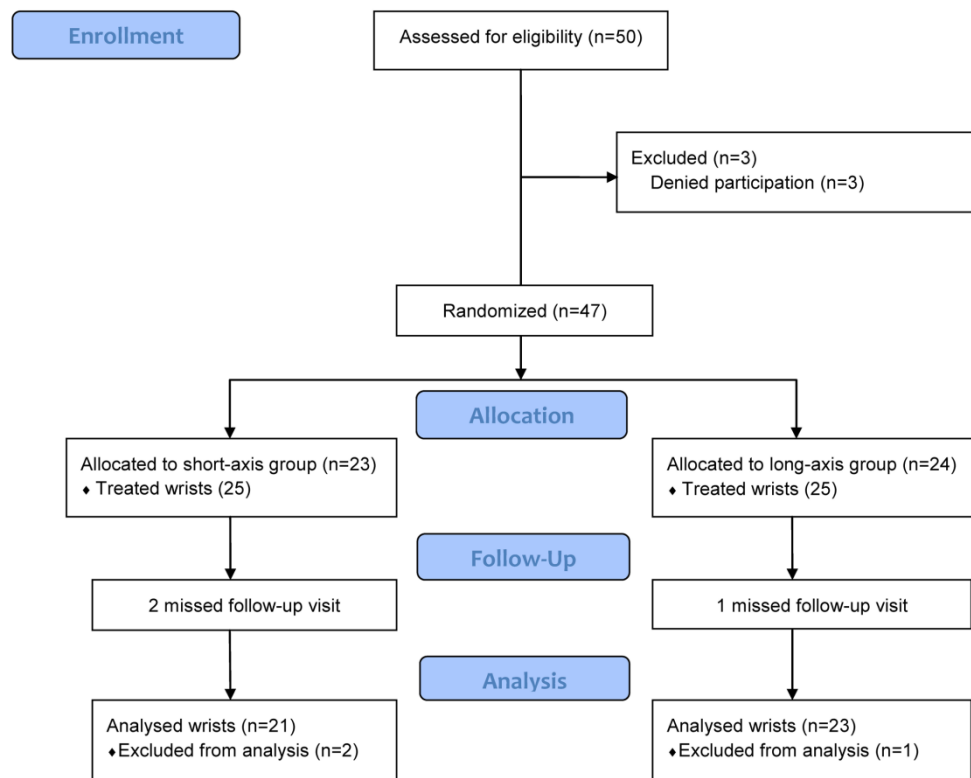 Enrollment
Assessed for eligibility (n=50)
Excluded (n=3)
Denied participation (n=3)
Randomized (n=47)
Allocation
Allocated to short-axis group (n=23)
♦ Treated wrists (25)
Allocated to long-axis group (n=24)
♦ Treated wrists (25)
Follow-Up
2 missed follow-up visit
1 missed follow-up visit
Analysis
Analysed wrists (n=21)
♦Excluded from analysis (n=2)
Analysed wrists (n=23)
♦Excluded from analysis (n=1)